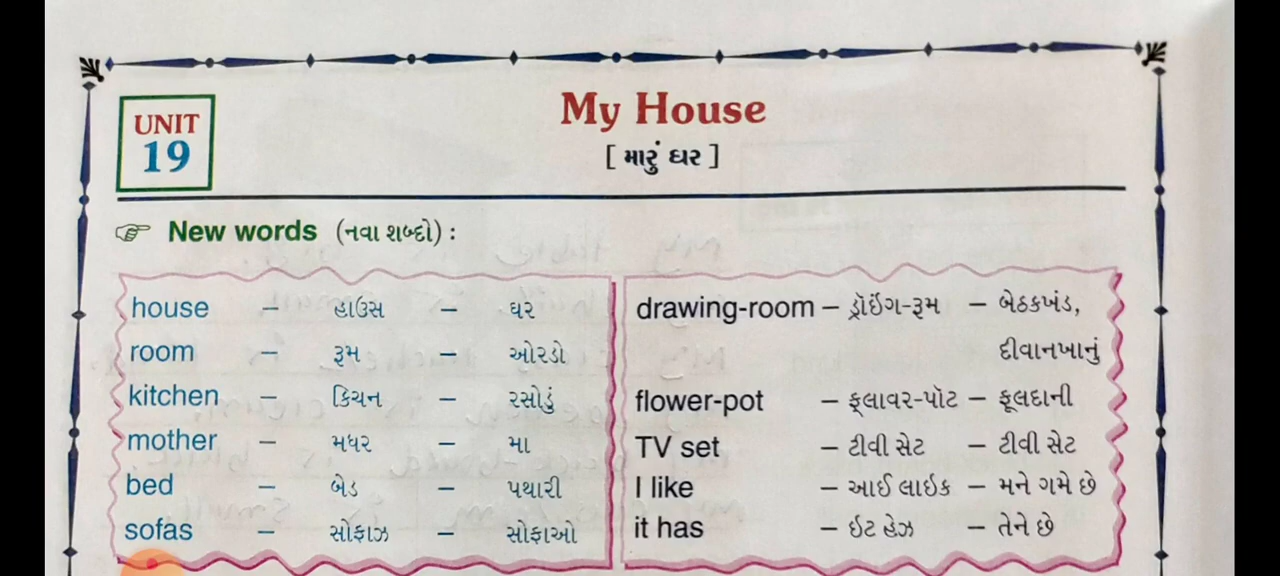 UNIT
19
My House
[ મારું ઘર ]
New words (નવા શબ્દો) :
house – હાઉસ – ઘર
room – રૂમ – ઓરડો
kitchen – કિચન – રસોડું
mother – મધર – મા
bed – બેડ – પથારી
sofas – સોફાઝ – સોફાઓ
drawing-room – ડ્રૉઇંગ-રૂમ – બેઠકખંડ,
દીવાનખાનું
flower-pot – ફ્લાવર-પૉટ – ફૂલદાની
TV set – ટીવી સેટ – ટીવી સેટ
I like – આઈ લાઇક – મને ગમે છે
it has – ઇટ હેઝ – તેને છે